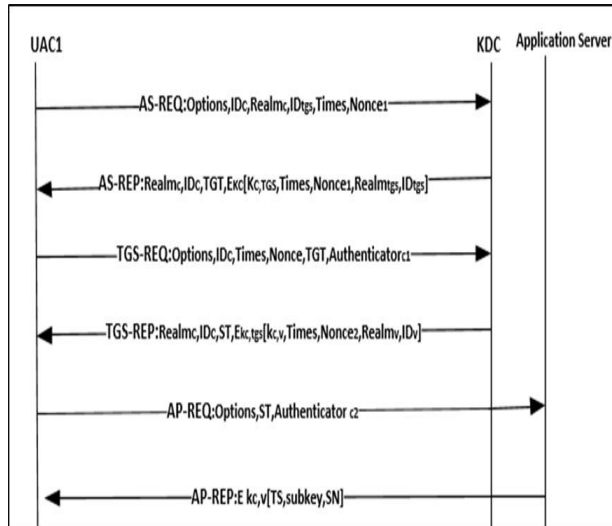 UAC1 KDC Application Server
AS-REQ:Options,IDc,Realmc,IDtgs,Times,Nonce1
AS-REP:Realmc,IDc,TGT,EKC[KC,TGS,Times,Nonce1,Realmtgs,IDtgs]
TGS-REQ:Options,IDc,Times,Nonce,TGT,Authenticatorc1
TGS-REP:Realmc,IDc,ST,Ekc,tgs[kc,v,Times,Nonce2,Realmv,IDv]
AP-REQ:Options,ST,Authenticator c2
AP-REP:E kc,v[TS,subkey,SN]